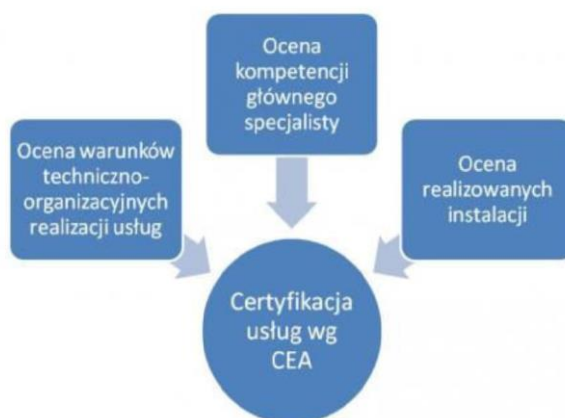 Ocena
kompetencji
głównego
specjalisty
Ocena warunków
techniczno-
organizacyjnych
realizacji usług
Ocena
realizowanych
instalacji
Certyfikacja
usług wg
CEA